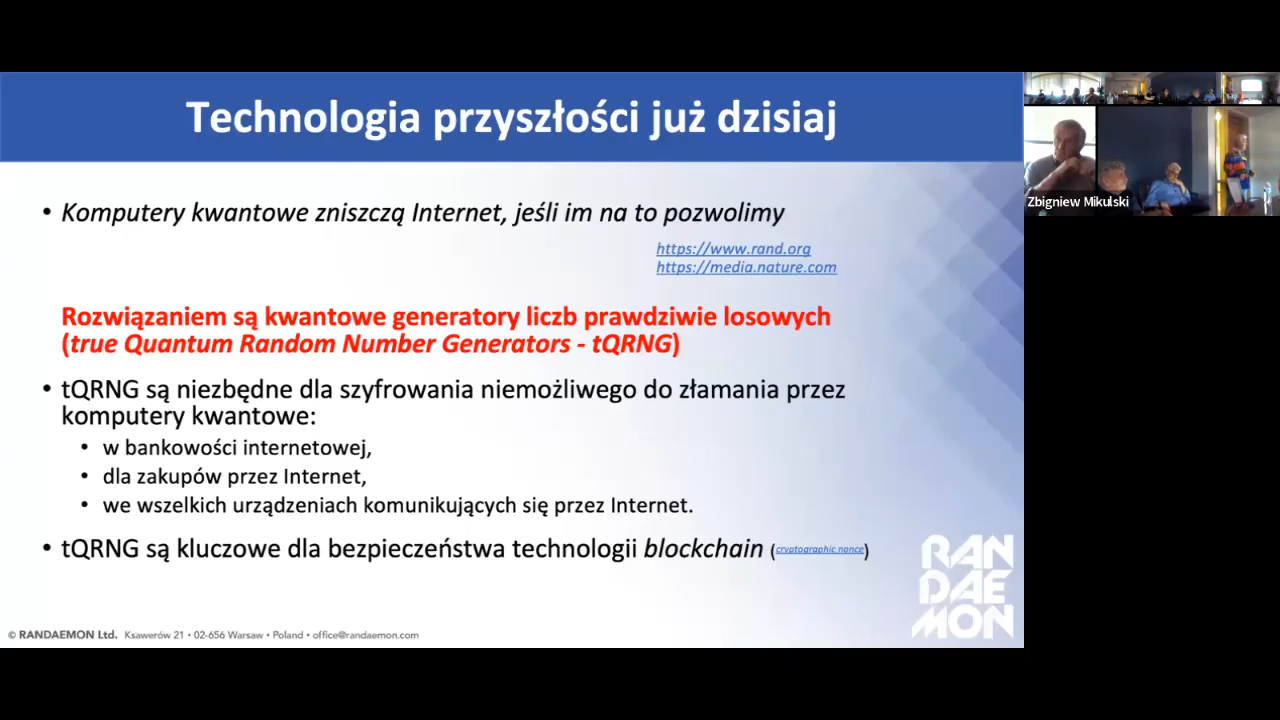 Technologia przyszłości już dzisiaj
• Komputery kwantowe zniszczą Internet, jeśli im na to pozwolimy
https://www.rand.org
https://media.nature.com
Rozwiązaniem są kwantowe generatory liczb prawdziwie losowych
(true Quantum Random Number Generators - tQRNG)
• tQRNG są niezbędne dla szyfrowania niemożliwego do złamania przez
komputery kwantowe:
• w bankowości internetowej,
• dla zakupów przez Internet,
• we wszelkich urządzeniach komunikujących się przez Internet.
• tQRNG są kluczowe dla bezpieczeństwa technologii blockchain (cryptographic nonce)
RAN
DAE
MON
© RANDAEMON Ltd. Ksawerów 21 • 02-656 Warsaw • Poland • office@randaemon.com
Zbigniew Mikulski